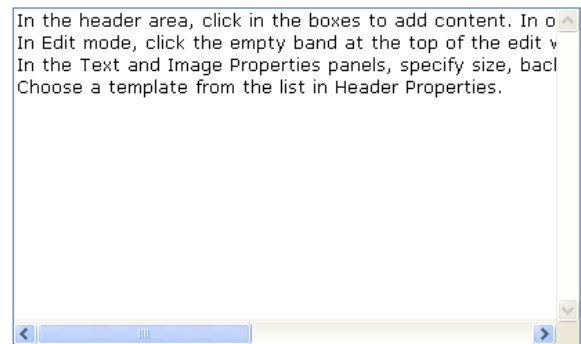 In the header area, click in the boxes to add content. In o
In Edit mode, click the empty band at the top of the edit
In the Text and Image Properties panels, specify size,
Choose a template from the list in Header Properties.